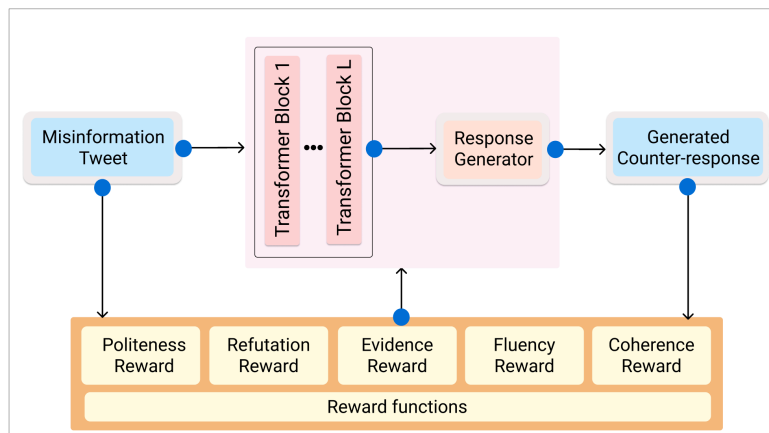 Misinformation
Tweet
Transformer Block 1
•••
Transformer Block L
Response
Generator
Generated
Counter-response
Politeness
Reward
Refutation
Reward
Evidence
Reward
Fluency
Reward
Coherence
Reward
Reward functions